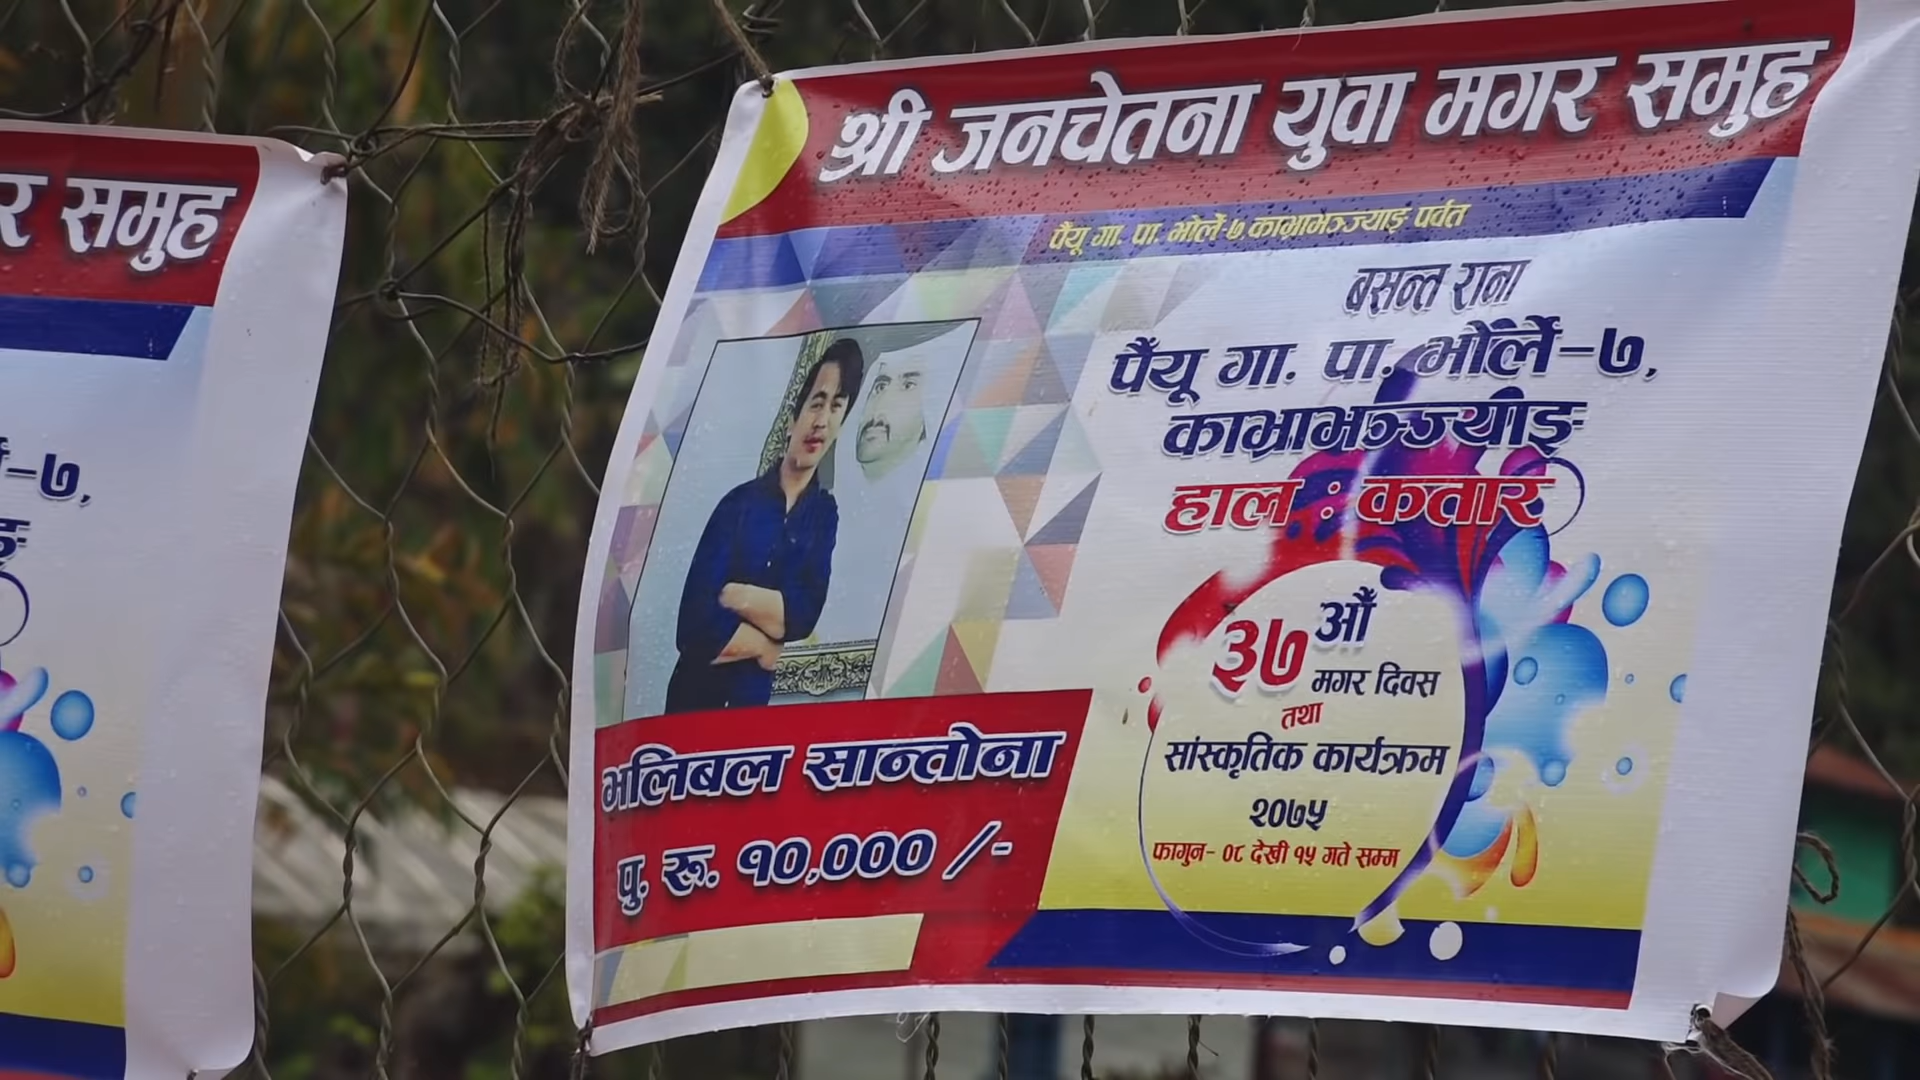 र समुह
–७,
श्री जनचेतना युवा मगर समुह
पैंयू गा. पा. भोर्ले-७ काभ्राभञ्ज्याङ पर्वत
बसन्त राना
पैंयू गा. पा. भोर्ले–७,
काभ्राभञ्ज्याङ
हाल : कतार
३७ औं
मगर दिवस
तथा
सांस्कृतिक कार्यक्रम
२०७५
फागुन- ०८ देखी १५ गते सम्म
भलिबल सान्तोना
पु. रू. १०,००० /-